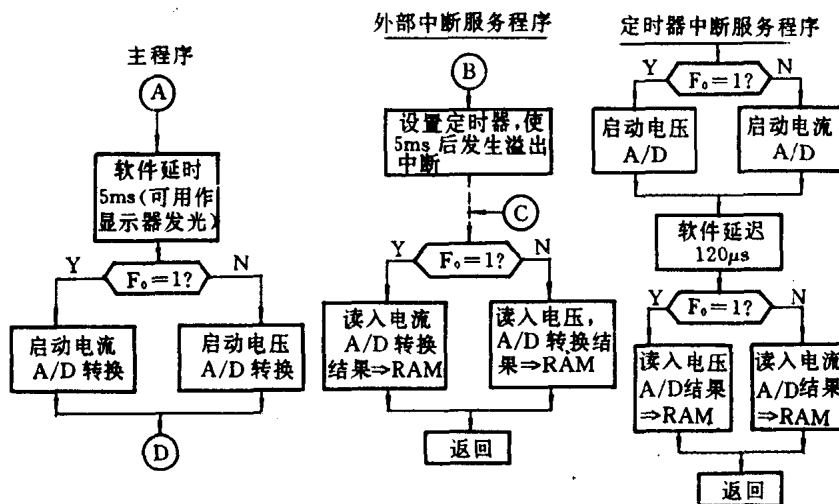 主程序
A
软件延时
5ms(可用作
显示器发光)
Y
F₀=1?
N
启动电流
A/D 转换
启动电压
A/D 转换
D
外部中断服务程序
B
设置定时器,使
5ms后发生溢出
中断
C
Y
F₀=1?
N
读入电流
A/D 转换
结果⇒RAM
读入电压,
A/D转换结
果⇒RAM
返回
定时器中断服务程序
Y
F₀=1?
N
启动电压
A/D
启动电流
A/D
软件延迟
120μs
Y
F₀=1?
N
读入电压
A/D结果
⇒RAM
读入电流
A/D结果
⇒RAM
返回